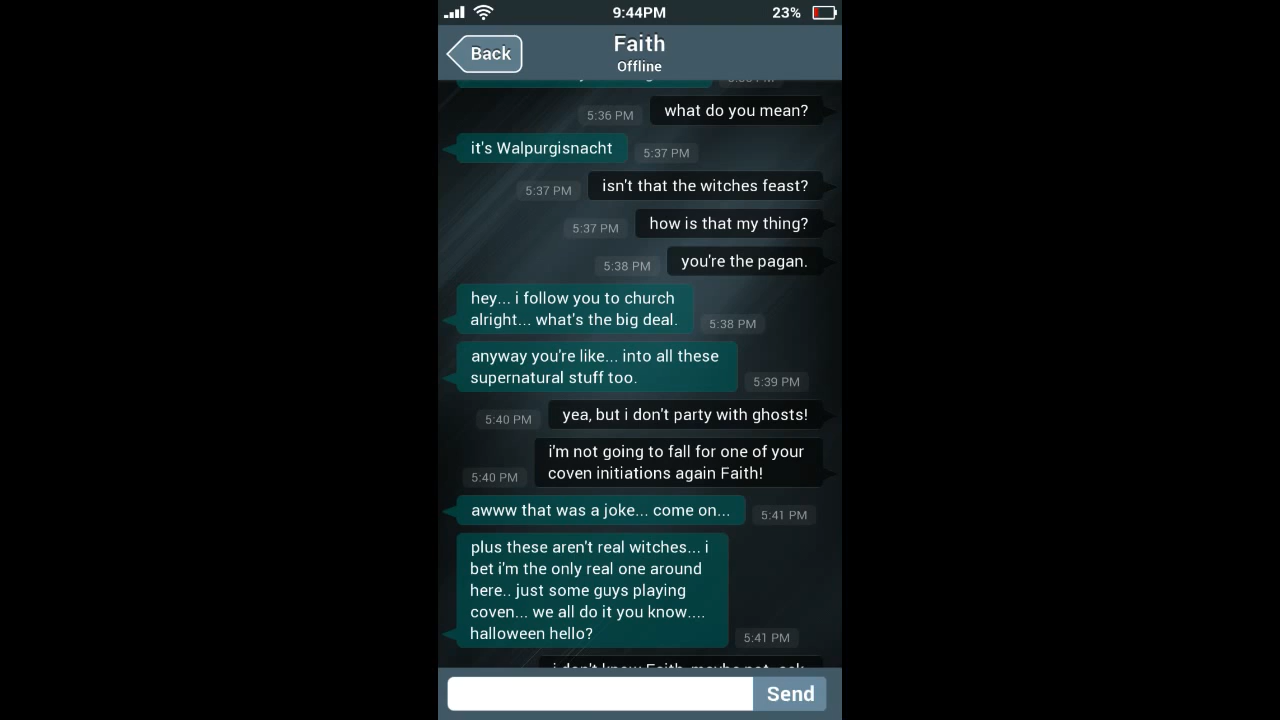 9:44PM
23%
Back
Faith
Offline
what do you mean?
5:36 PM
it's Walpurgisnacht
5:37 PM
isn't that the witches feast?
5:37 PM
how is that my thing?
5:37 PM
you're the pagan.
5:38 PM
hey... i follow you to church
alright... what's the big deal.
5:38 PM
anyway you're like... into all these
supernatural stuff too.
5:39 PM
yea, but i don't party with ghosts!
5:40 PM
i'm not going to fall for one of your
coven initiations again Faith!
5:40 PM
awww that was a joke... come on...
5:41 PM
plus these aren't real witches... i
bet i'm the only real one around
here.. just some guys playing
coven... we all do it you know....
halloween hello?
5:41 PM
i don't know Faith, maybe not, ask
Send